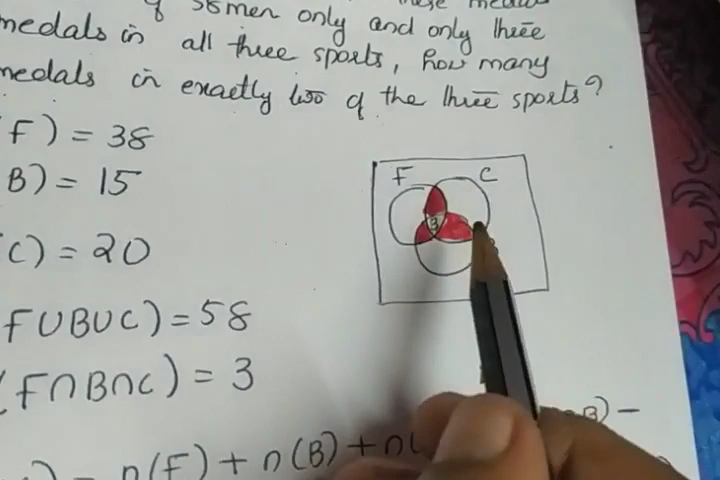 of 58 men only and only three
medals in all three sports, how many
medals in exactly two of the three sports?
F) = 38
B) = 15
C) = 20
F∪B∪C) = 58
(F∩B∩C) = 3
F C
3
B) −
) = n(F) + n(B) + n(